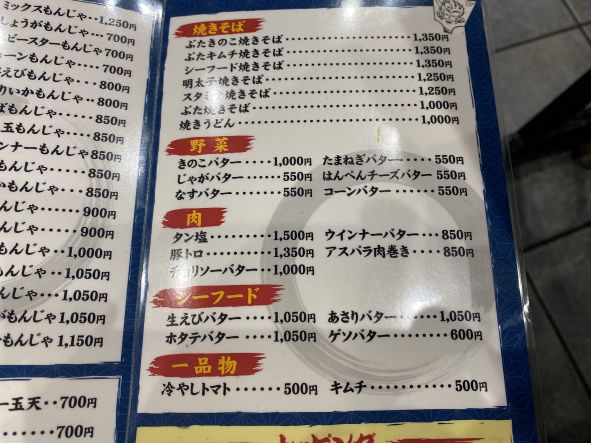 ミックスもんじゃ‥1,250円
しょうがもんじゃ‥‥700円
ビースターもんじゃ‥700円
コーンもんじゃ‥‥700円
えびもんじゃ‥‥800円
りいかもんじゃ‥‥800円
ばもんじゃ‥‥850円
玉もんじゃ‥‥850円
インナーもんじゃ‥850円
もんじゃ‥‥850円
かもんじゃ‥‥850円
んじゃ‥‥900円
んじゃ‥‥900円
もんじゃ‥‥1,000円
んじゃ‥‥1,050円
もんじゃ‥1,050円
がもんじゃ‥1,050円
かーもんじゃ 1,150円
一玉天‥700円
‥‥700円
焼きそば
ぶたきのこ焼きそば‥‥1,350円
ぶたキムチ焼きそば‥‥1,350円
シーフード焼きそば‥‥1,350円
明太子焼きそば‥‥1,250円
スタミナ焼きそば‥‥1,250円
ぶた焼きそば‥‥1,000円
焼きうどん‥‥1,000円
野菜
きのこバター‥‥1,000円 たまねぎバター‥‥550円
じゃがバター‥‥550円 はんぺんチーズバター‥550円
なすバター‥‥550円 コーンバター‥‥550円
肉
タン塩‥‥1,500円 ウインナーバター‥850円
豚トロ‥‥1,350円 アスパラ肉巻き‥850円
チョリソーバター‥1,000円
シーフード
生えびバター‥1,050円 あさりバター‥1,050円
ホタテバター‥1,050円 ゲソバター‥‥600円
一品物
冷やしトマト‥‥500円 キムチ‥‥500円
トッピング